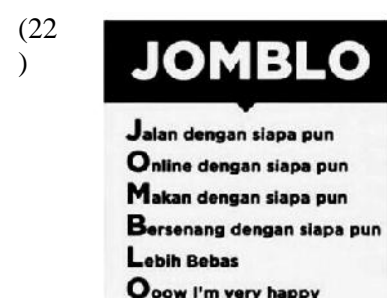 (22
)
JOMBLO
Jalan dengan siapa pun
Online dengan siapa pun
Makan dengan siapa pun
Bersenang dengan siapa pun
Lebih Bebas
Ooow I'm very happy